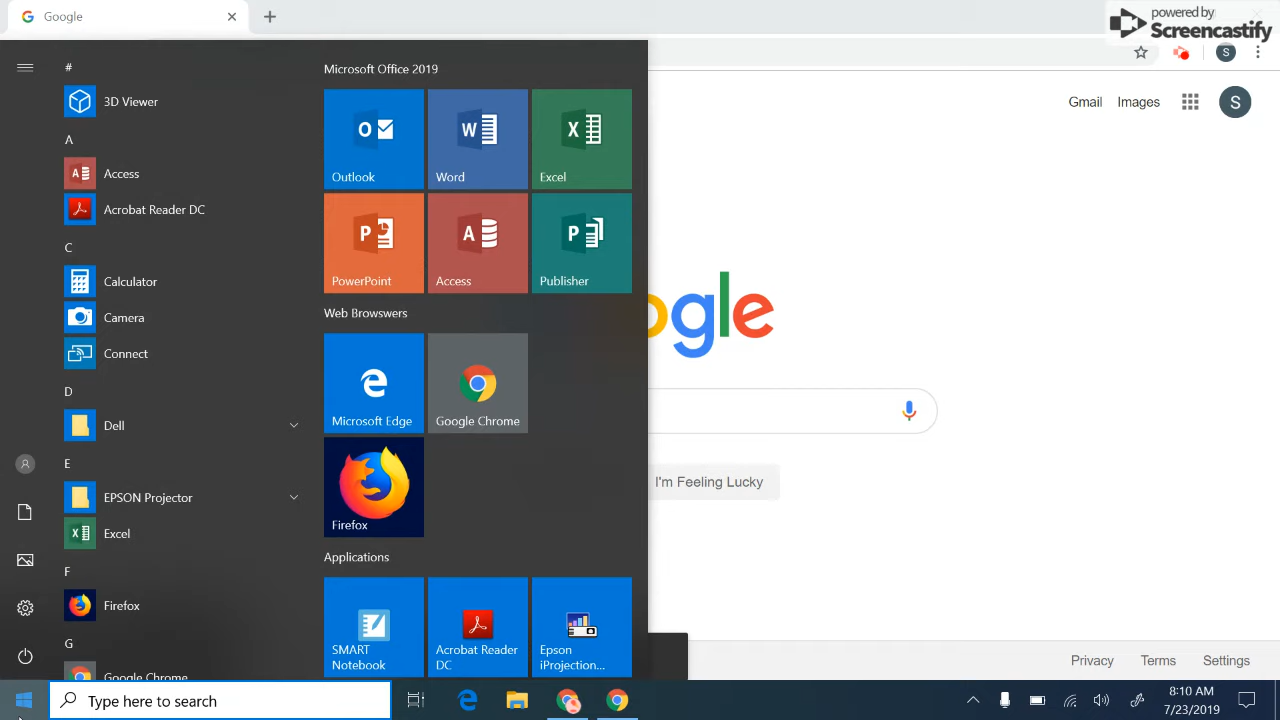 Google
powered by
Screencastify
#
3D Viewer
A
Access
Acrobat Reader DC
C
Calculator
Camera
Connect
D
Dell
E
EPSON Projector
Excel
F
Firefox
G
Google Chrome
Microsoft Office 2019
Outlook
Word
Excel
PowerPoint
Access
Publisher
Web Browswers
Microsoft Edge
Google Chrome
Firefox
Applications
SMART
Notebook
Acrobat Reader
DC
Epson
iProjection...
Gmail
Images
S
S
ogle
I'm Feeling Lucky
Privacy
Terms
Settings
Type here to search
8:10 AM
7/23/2019